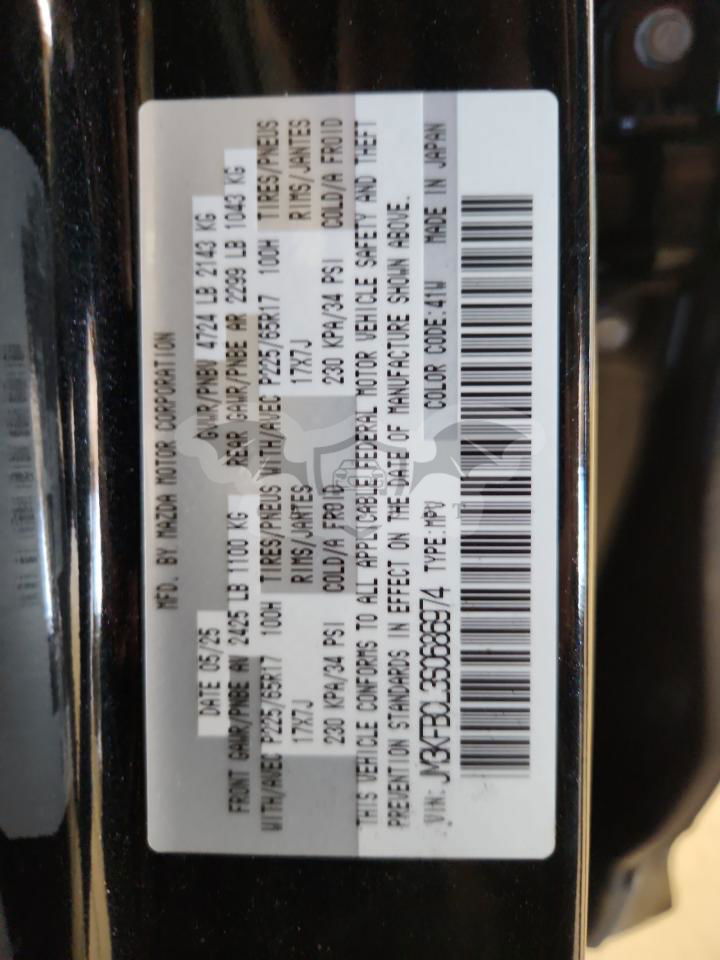 MFD. BY MAZDA MOTOR CORPORATION
DATE 05/25 GVWR/PNBV 4724 LB 2143 KG
FRONT GAWR/PNBE AV 2425 LB 1100 KG REAR GAWR/PNBE AR 2299 LB 1043 KG
WITH/AVEC P225/65R17 100H TIRES/PNEUS WITH/AVEC P225/65R17 100H TIRES/PNEUS
17X7J RIMS/JANTES 17X7J RIMS/JANTES
230 KPA/34 PSI COLD/A FROID 230 KPA/34 PSI COLD/A FROID
THIS VEHICLE CONFORMS TO ALL APPLICABLE FEDERAL MOTOR VEHICLE SAFETY AND THEFT
PREVENTION STANDARDS IN EFFECT ON THE DATE OF MANUFACTURE SHOWN ABOVE.
VIN: JM3KFBCL3S0686974 TYPE:MPV COLOR CODE:41W MADE IN JAPAN